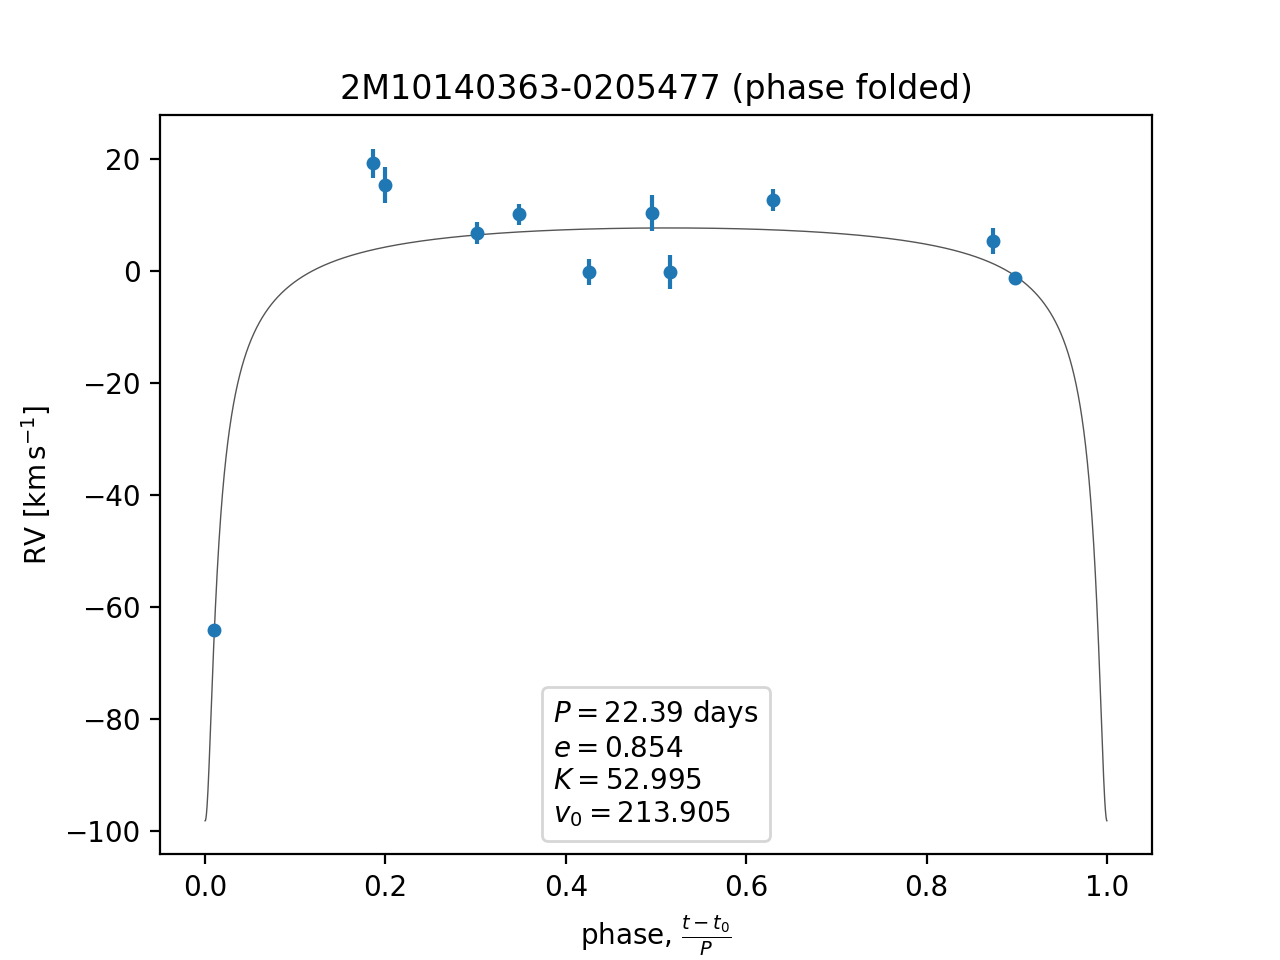 2M10140363-0205477 (phase folded)
20
0
−20
−40
−60
−80
−100
RV [km s⁻¹]
P = 22.39 days
e = 0.854
K = 52.995
v₀ = 213.905
0.0 0.2 0.4 0.6 0.8 1.0
phase, (t − t₀)/P